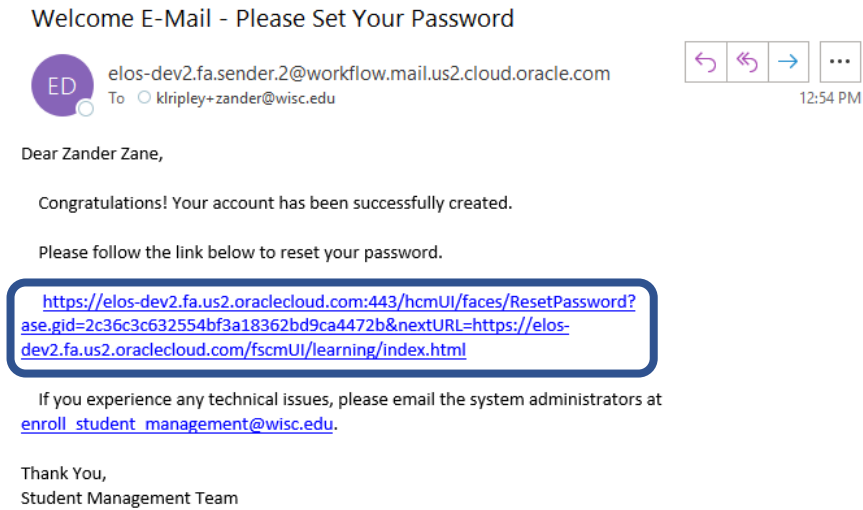 Welcome E-Mail - Please Set Your Password
ED
elos-dev2.fa.sender.2@workflow.mail.us2.cloud.oracle.com
To klripley+zander@wisc.edu
12:54 PM
Dear Zander Zane,
Congratulations! Your account has been successfully created.
Please follow the link below to reset your password.
https://elos-dev2.fa.us2.oraclecloud.com:443/hcmUI/faces/ResetPassword?
ase.gid=2c36c3c632554bf3a18362bd9ca4472b&nextURL=https://elos-
dev2.fa.us2.oraclecloud.com/fscmUI/learning/index.html
If you experience any technical issues, please email the system administrators at
enroll_student_management@wisc.edu.
Thank You,
Student Management Team